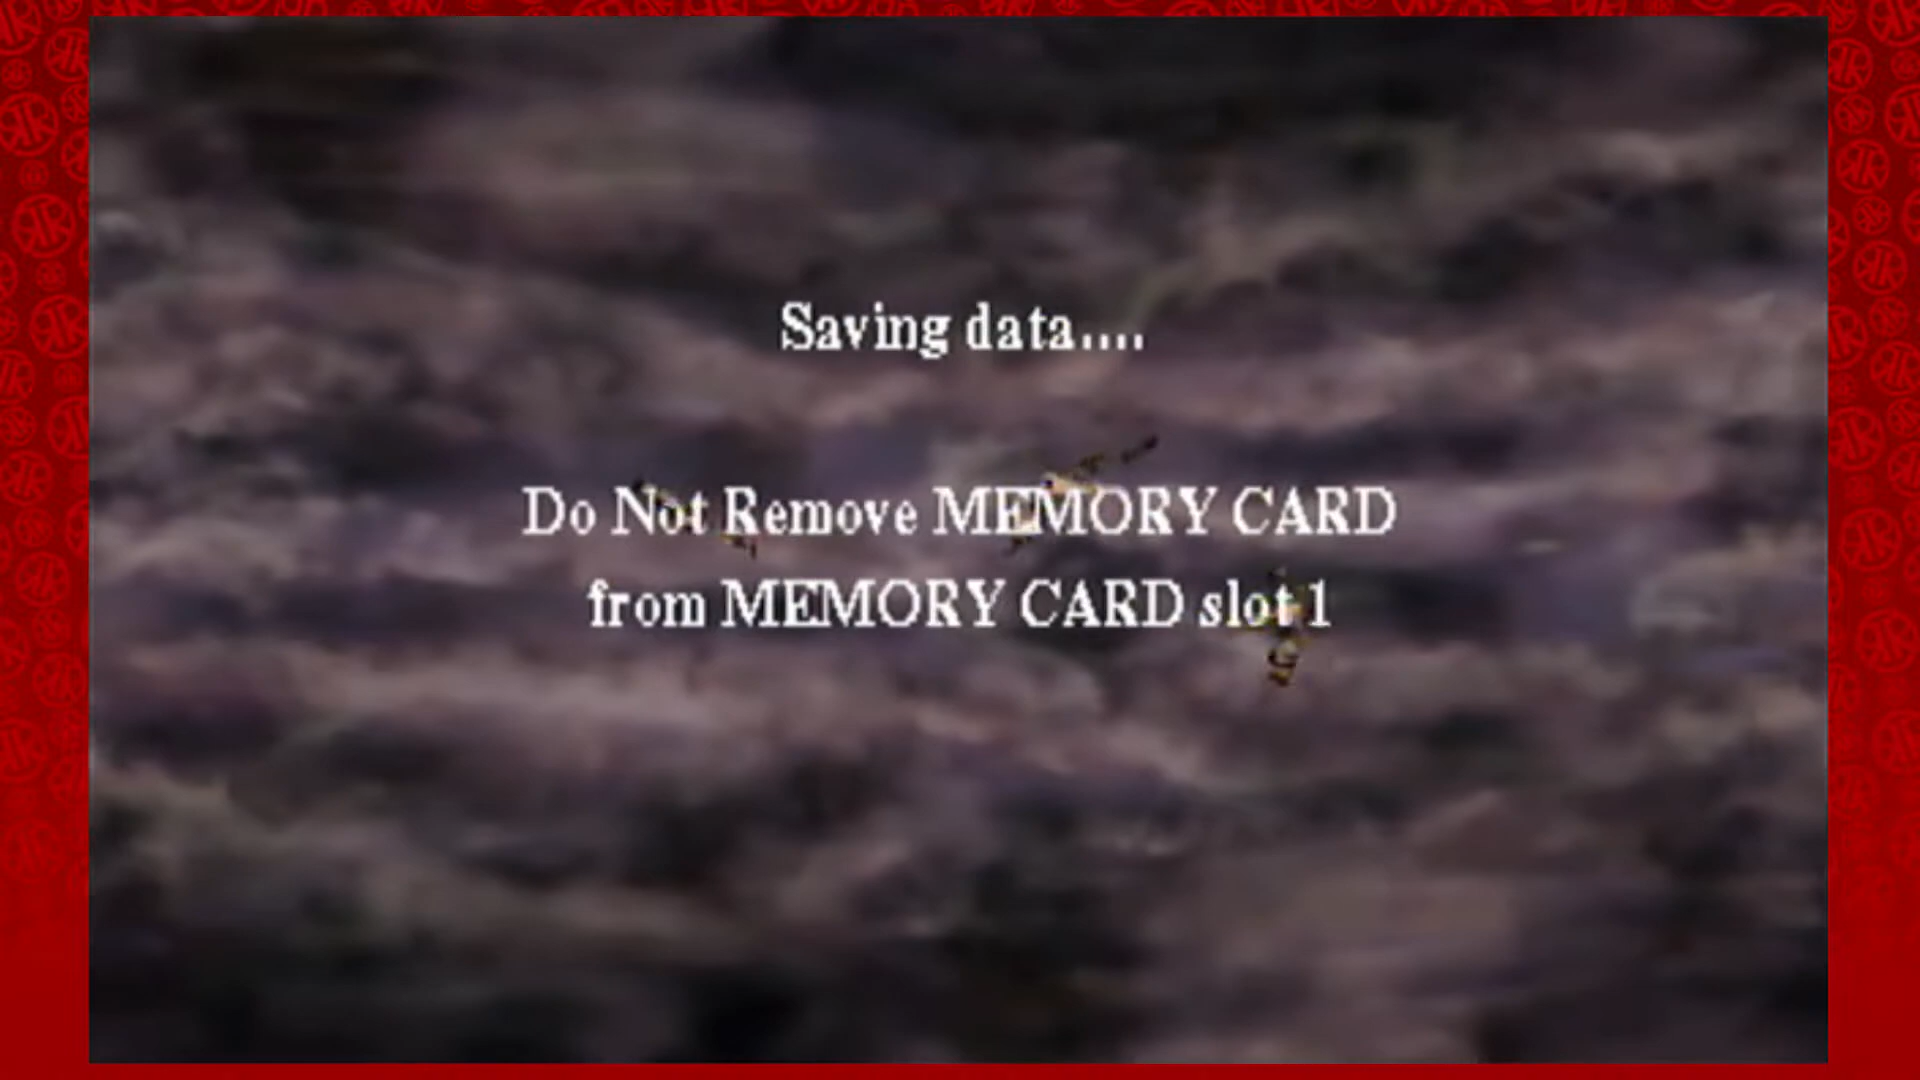 Saving data....
Do Not Remove MEMORY CARD
from MEMORY CARD slot 1